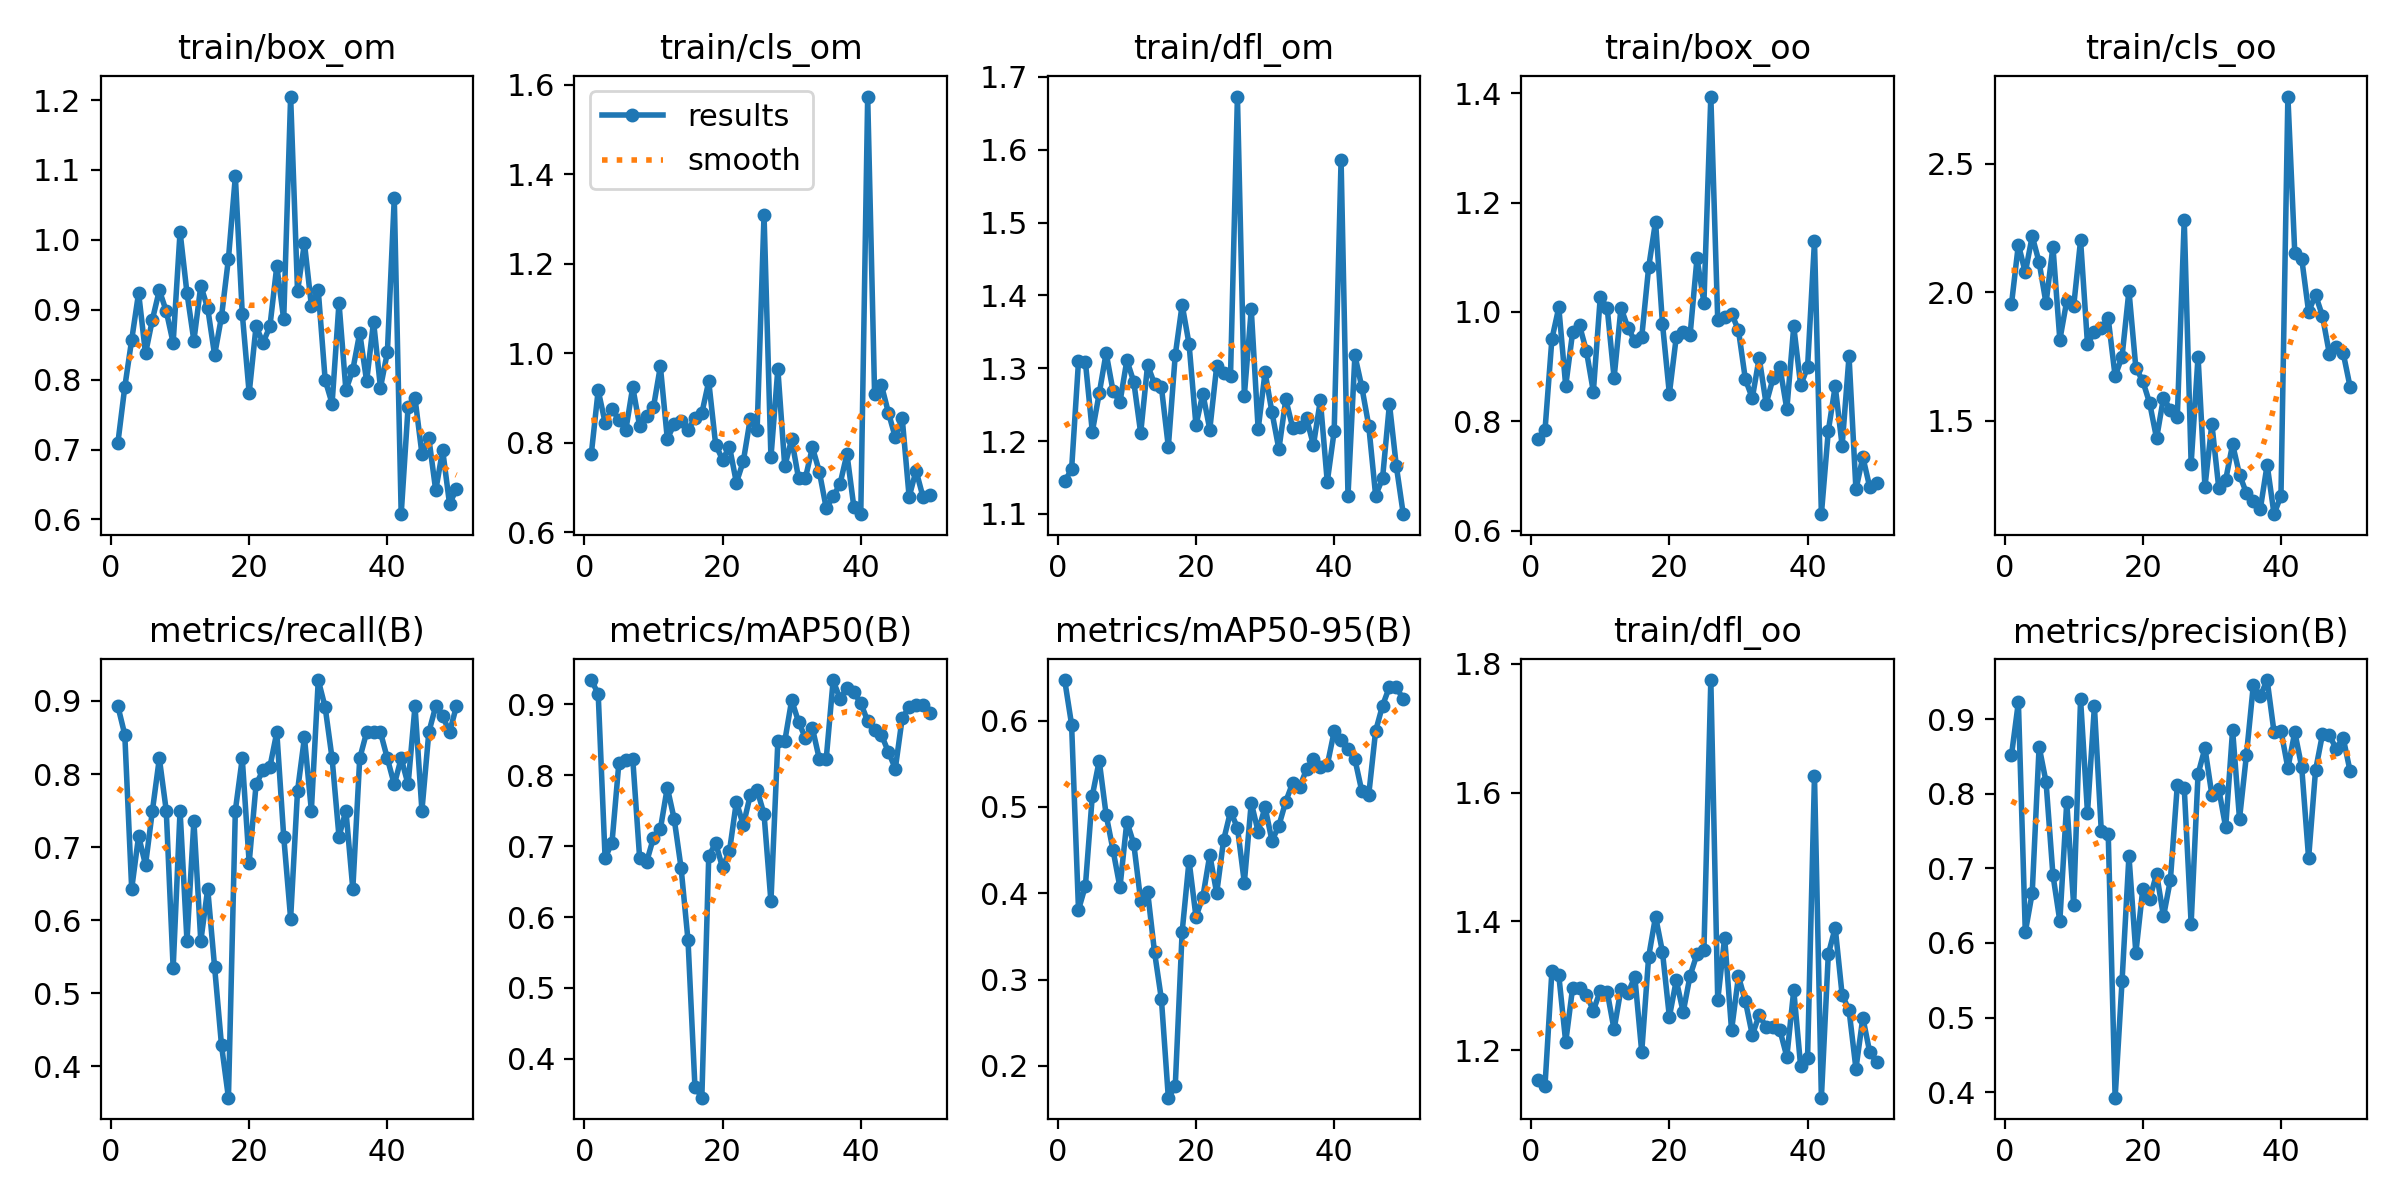 train/box_om
train/cls_om
train/dfl_om
train/box_oo
train/cls_oo
1.2
1.1
1.0
0.9
0.8
0.7
0.6
0 20 40
1.6
1.4
1.2
1.0
0.8
0.6
results
smooth
0 20 40
1.7
1.6
1.5
1.4
1.3
1.2
1.1
0 20 40
1.4
1.2
1.0
0.8
0.6
0 20 40
2.5
2.0
1.5
0 20 40
metrics/recall(B)
metrics/mAP50(B)
metrics/mAP50-95(B)
train/dfl_oo
metrics/precision(B)
0.9
0.8
0.7
0.6
0.5
0.4
0 20 40
0.9
0.8
0.7
0.6
0.5
0.4
0 20 40
0.6
0.5
0.4
0.3
0.2
0 20 40
1.8
1.6
1.4
1.2
0 20 40
0.9
0.8
0.7
0.6
0.5
0.4
0 20 40